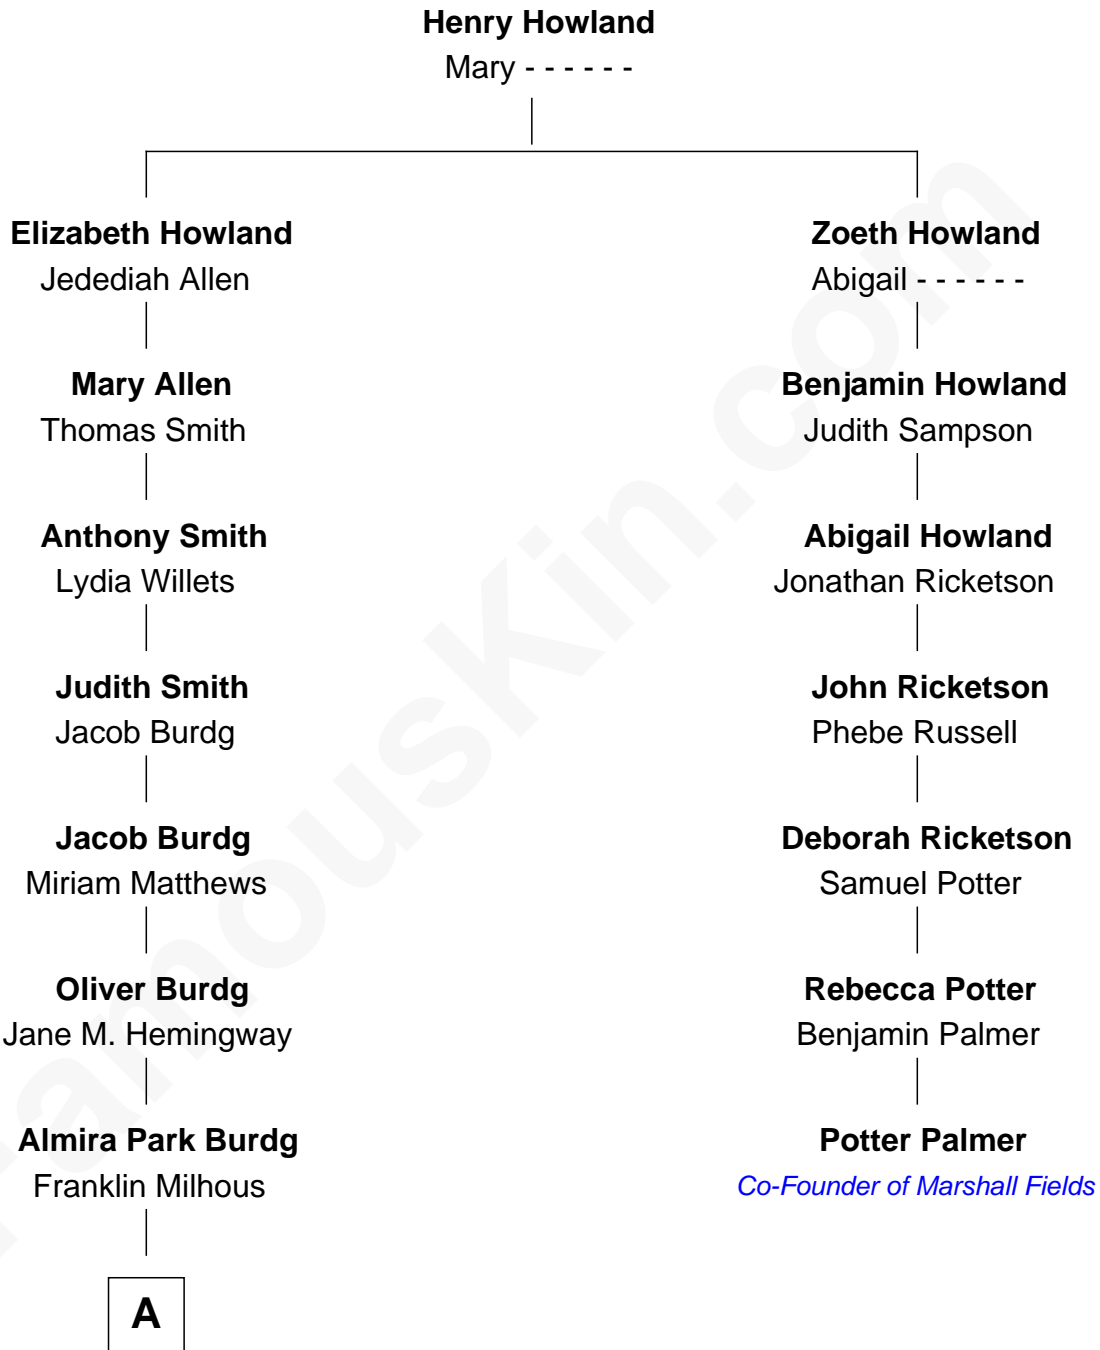 Henry Howland
Mary - - - - - -
Elizabeth Howland
Jedediah Allen
Zoeth Howland
Abigail - - - - - -
Mary Allen
Thomas Smith
Benjamin Howland
Judith Sampson
Anthony Smith
Lydia Willets
Abigail Howland
Jonathan Ricketson
Judith Smith
Jacob Burdg
John Ricketson
Phebe Russell
Jacob Burdg
Miriam Matthews
Deborah Ricketson
Samuel Potter
Oliver Burdg
Jane M. Hemingway
Rebecca Potter
Benjamin Palmer
Almira Park Burdg
Franklin Milhous
Potter Palmer
Co-Founder of Marshall Fields
A
FamousKin.com